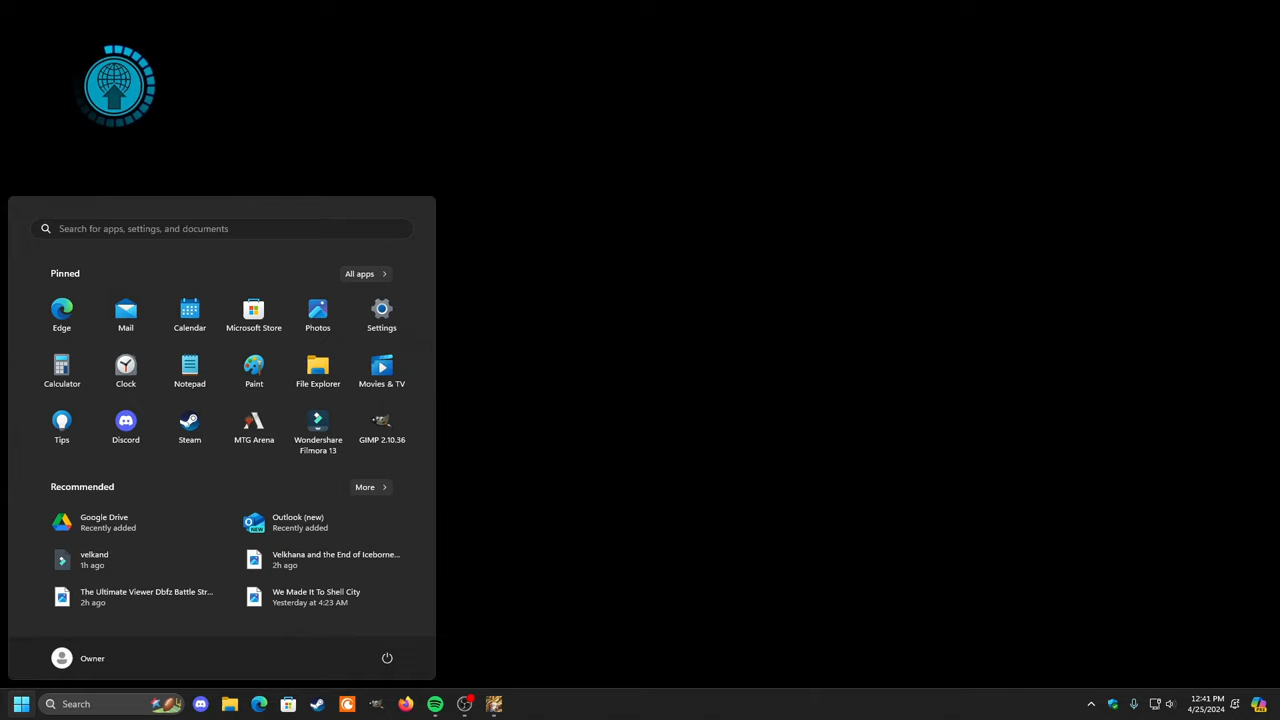 Search for apps, settings, and documents
Pinned
All apps
Edge
Mail
Calendar
Microsoft Store
Photos
Settings
Calculator
Clock
Notepad
Paint
File Explorer
Movies & TV
Tips
Discord
Steam
MTG Arena
Wondershare
Filmora 13
GIMP 2.10.36
Recommended
More
Google Drive
Recently added
Outlook (new)
Recently added
velkand
1h ago
Velkhana and the End of Iceborne...
2h ago
The Ultimate Viewer Dbfz Battle Str...
2h ago
We Made It To Shell City
Yesterday at 4:23 AM
Owner
Search
12:41 PM
4/25/2024